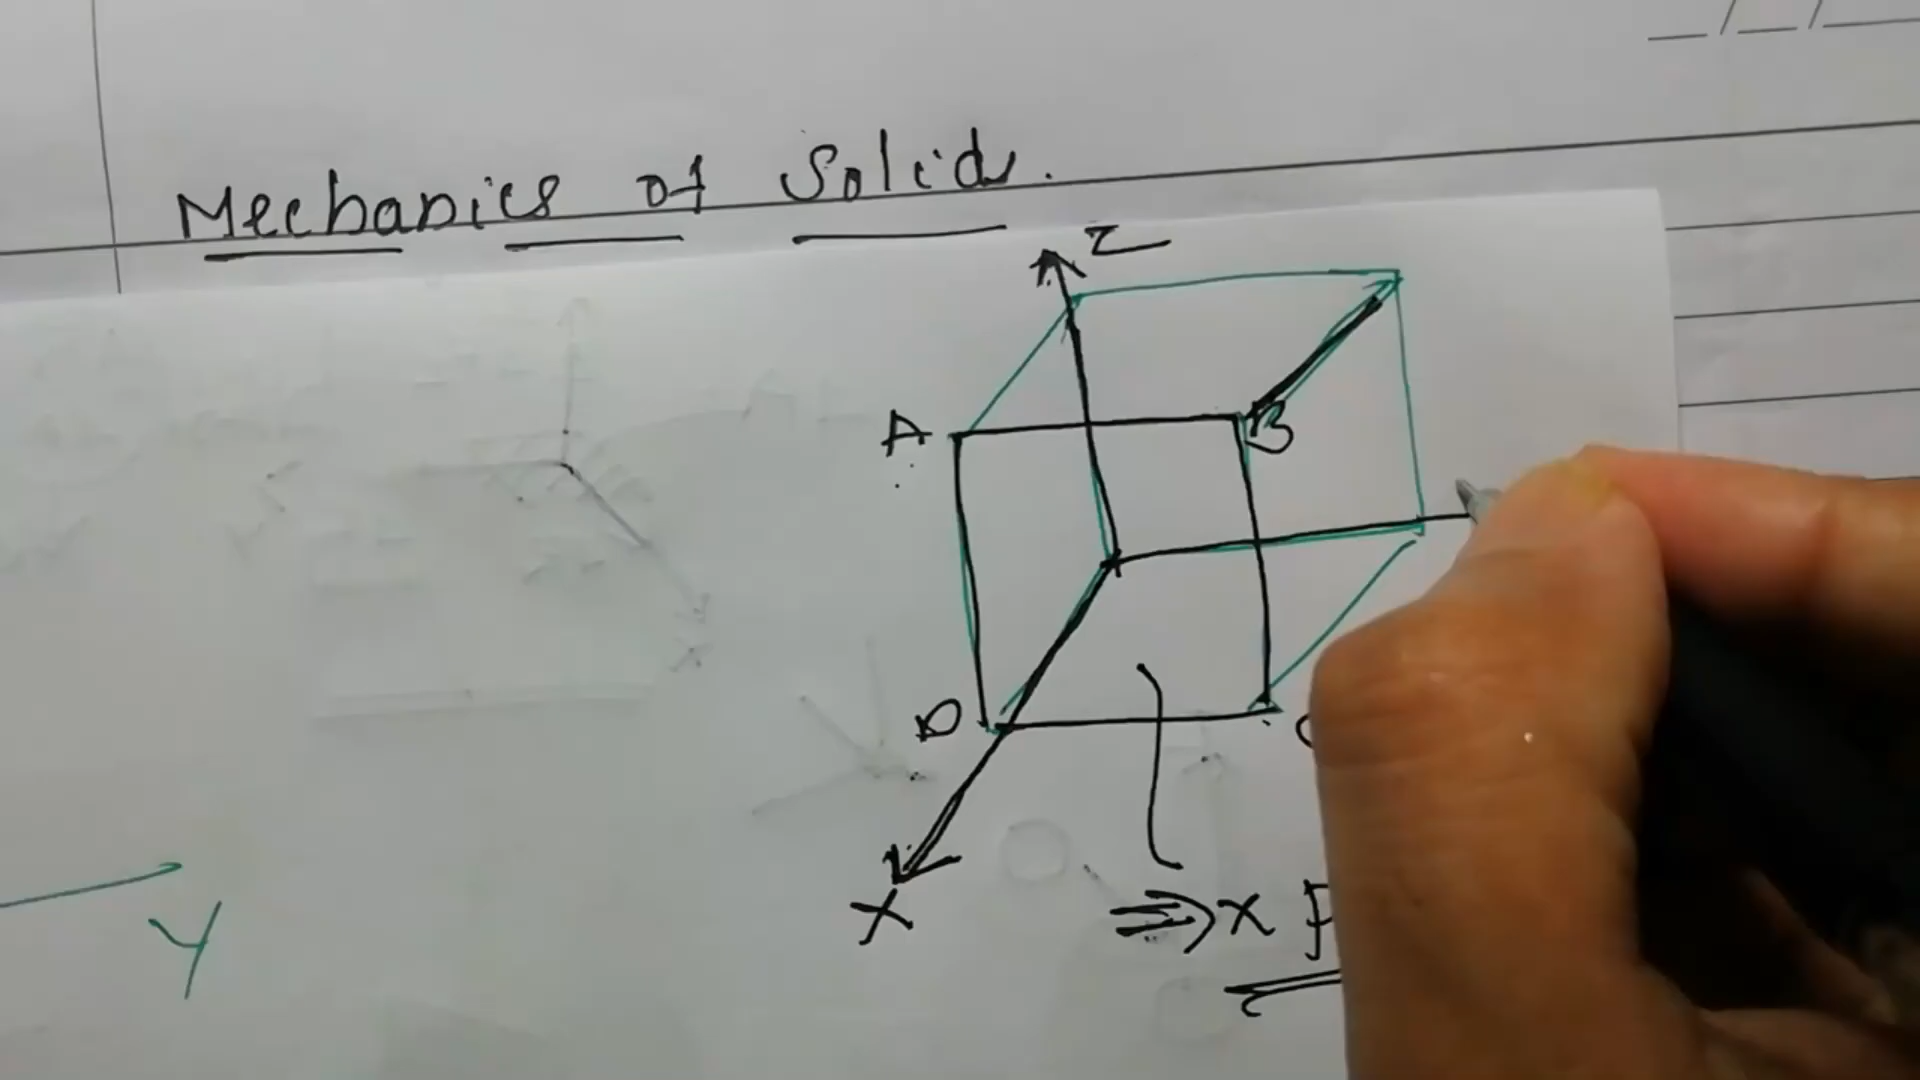 Mechanics of Solids.
Z
A
B
D
C
X
⇒ X P
Y